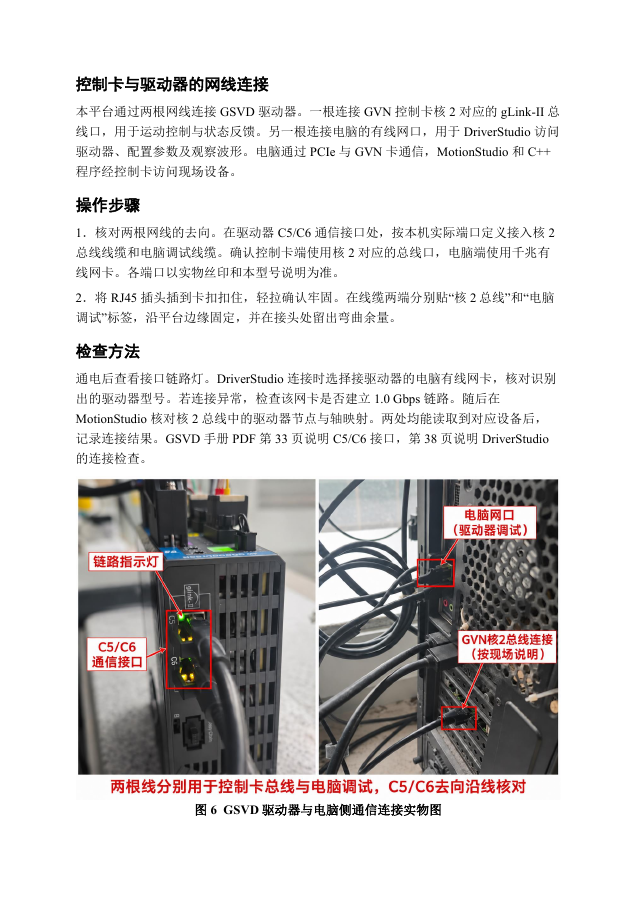 控制卡与驱动器的网线连接
本平台通过两根网线连接 GSVD 驱动器。一根连接 GVN 控制卡核 2 对应的 gLink-II 总
线口，用于运动控制与状态反馈。另一根连接电脑的有线网口，用于 DriverStudio 访问
驱动器、配置参数及观察波形。电脑通过 PCIe 与 GVN 卡通信，MotionStudio 和 C++
程序经控制卡访问现场设备。
操作步骤
1．核对两根网线的去向。在驱动器 C5/C6 通信接口处，按本机实际端口定义接入核 2
总线线缆和电脑调试线缆。确认控制卡端使用核 2 对应的总线口，电脑端使用千兆有
线网卡。各端口以实物丝印和本型号说明为准。
2．将 RJ45 插头插到卡扣扣住，轻拉确认牢固。在线缆两端分别贴“核 2 总线”和“电脑
调试”标签，沿平台边缘固定，并在接头处留出弯曲余量。
检查方法
通电后查看接口链路灯。DriverStudio 连接时选择接驱动器的电脑有线网卡，核对识别
出的驱动器型号。若连接异常，检查该网卡是否建立 1.0 Gbps 链路。随后在
MotionStudio 核对核 2 总线中的驱动器节点与轴映射。两处均能读取到对应设备后，
记录连接结果。GSVD 手册 PDF 第 33 页说明 C5/C6 接口，第 38 页说明 DriverStudio
的连接检查。
链路指示灯
gLink-II
C5
C5/C6
通信接口
C6
电脑网口
（驱动器调试）
GVN核2总线连接
（按现场说明）
两根线分别用于控制卡总线与电脑调试，C5/C6去向沿线核对
图 6 GSVD 驱动器与电脑侧通信连接实物图